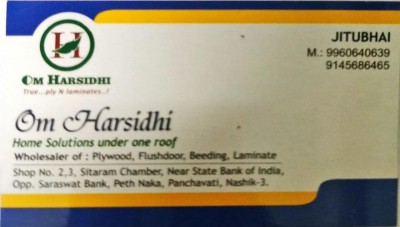 JITUBHAI
M.: 9960640639
9145686465
H
OM HARSIDHI
True...ply N laminates..!
Om Harsidhi
Home Solutions under one roof
Wholesaler of : Plywood, Flushdoor, Beeding, Laminate
Shop No. 2,3, Sitaram Chamber, Near State Bank of India,
Opp. Saraswat Bank, Peth Naka, Panchavati, Nashik-3.